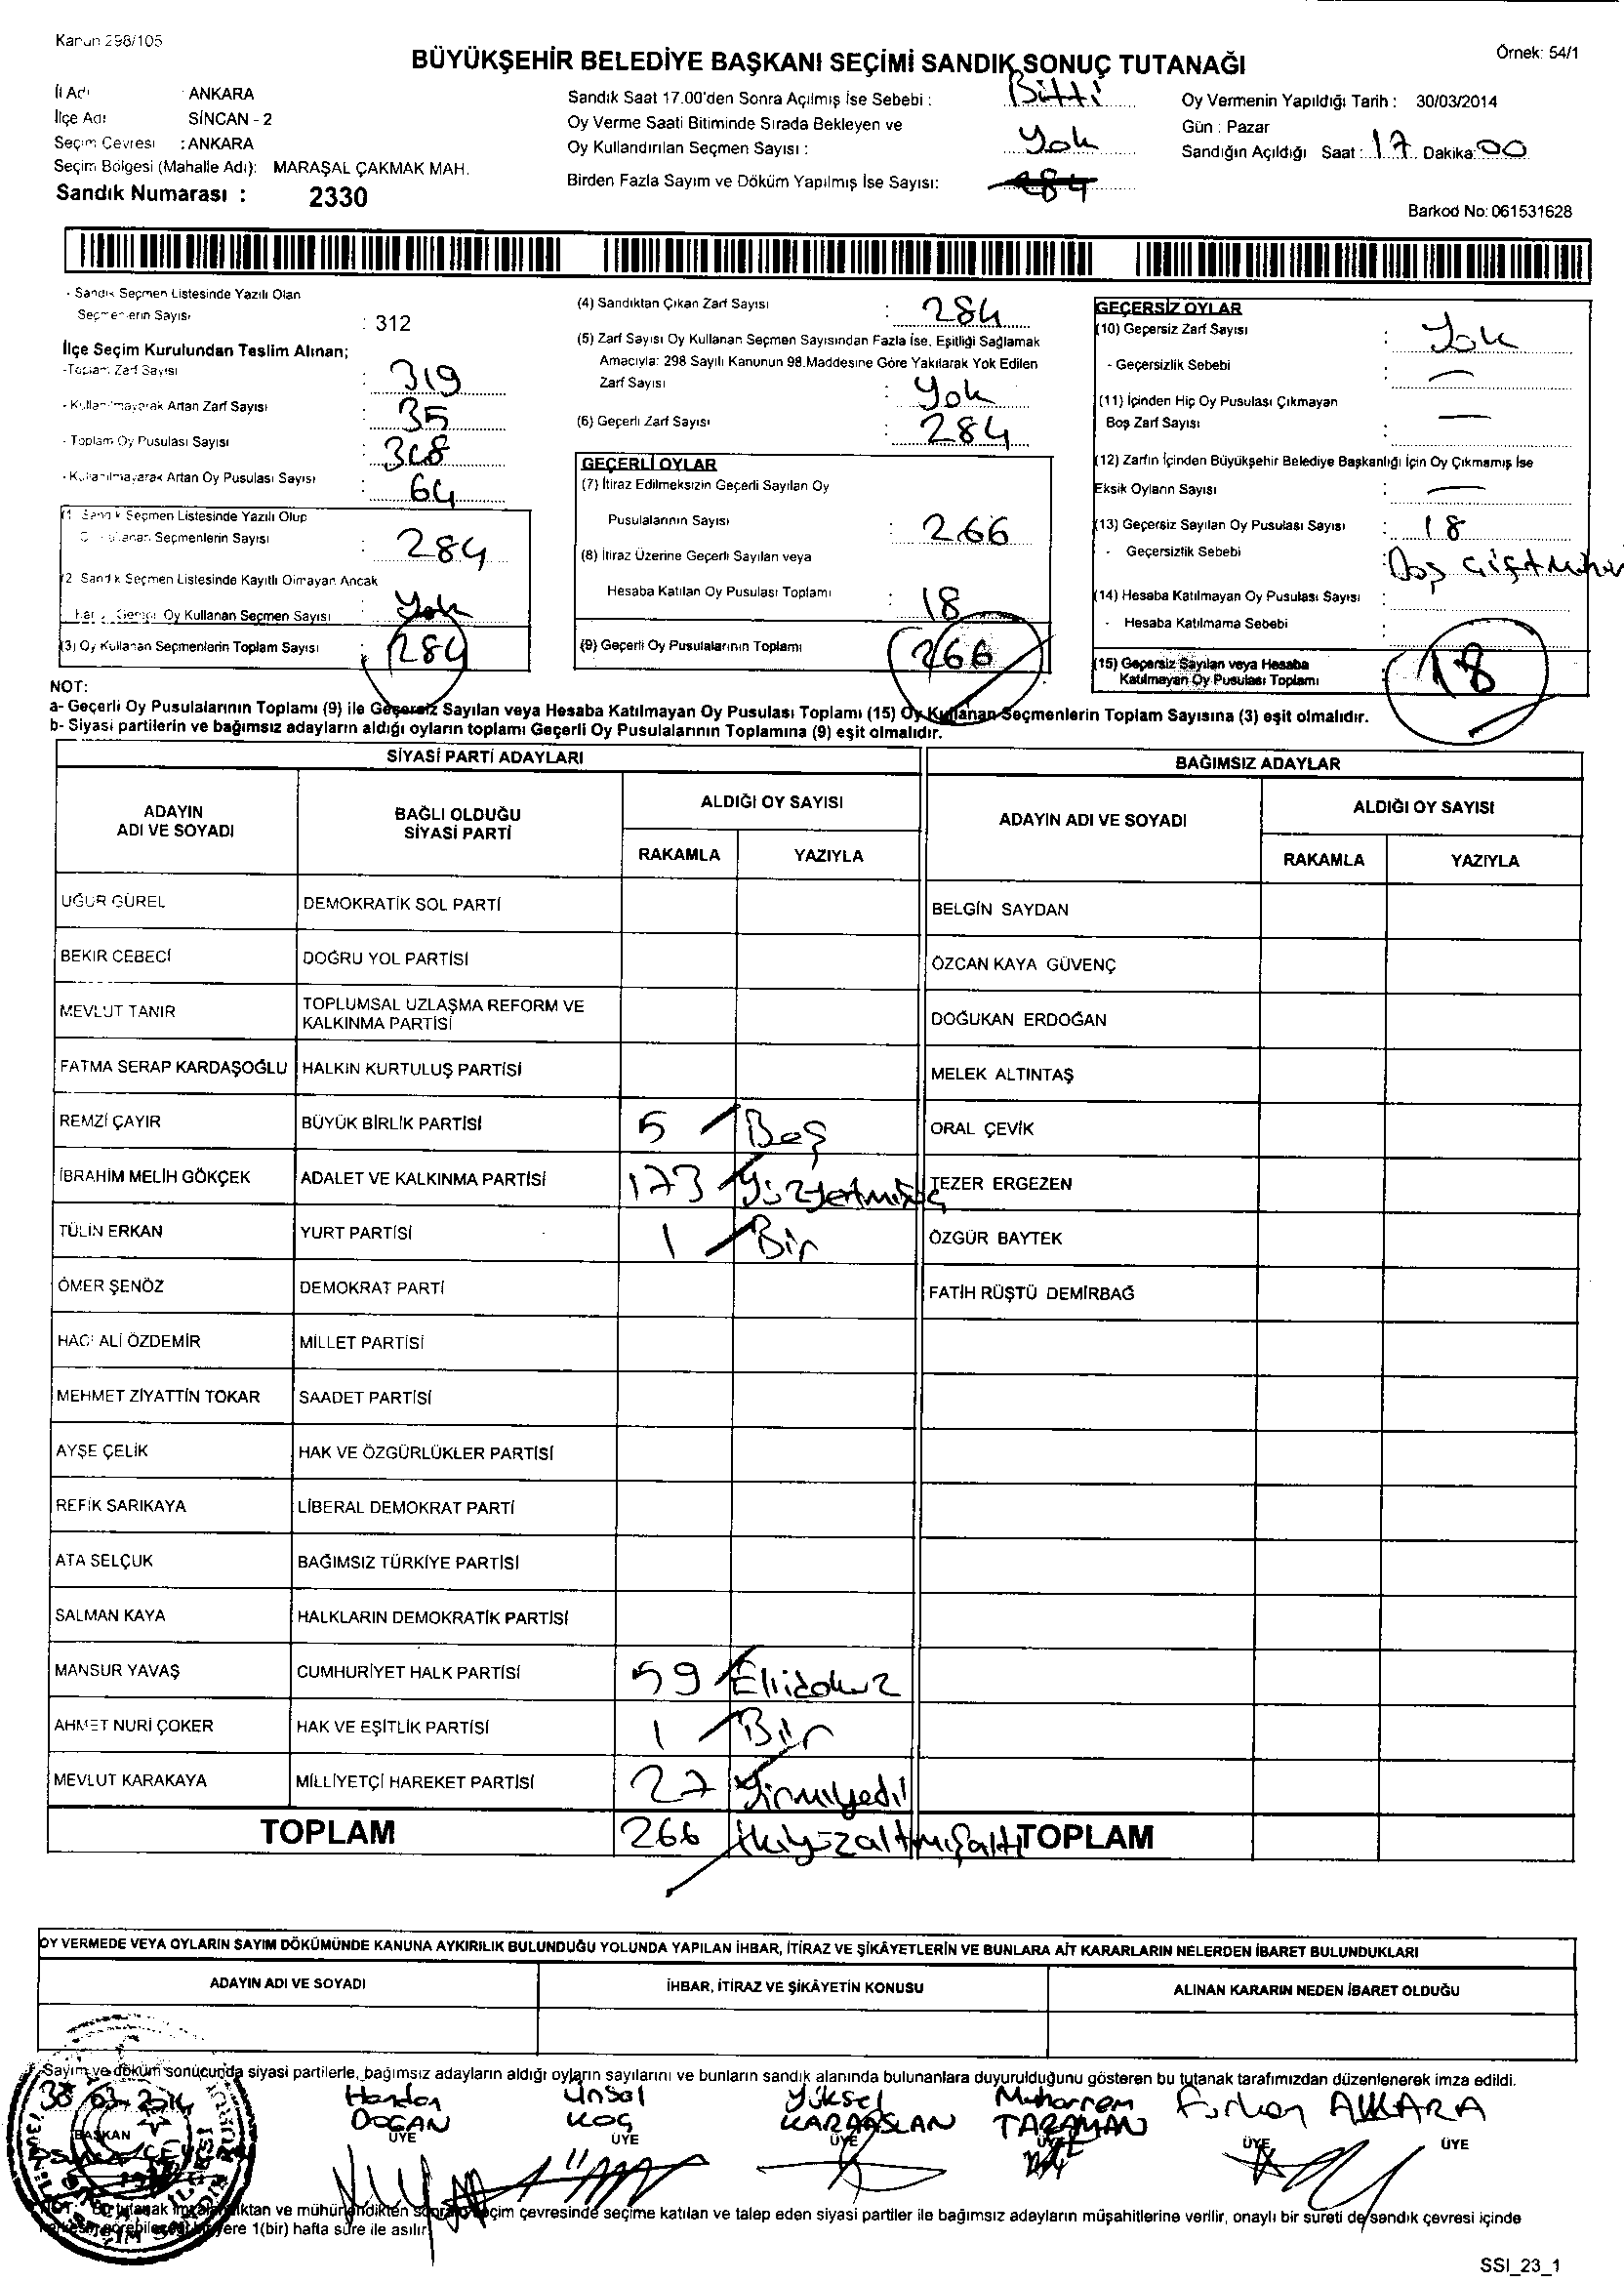 Kanun 298/105
Örnek: 54/1
BÜYÜKŞEHİR BELEDİYE BAŞKANI SEÇİMİ SANDIK SONUÇ TUTANAĞI
İl Adı : ANKARA
İlçe Adı : SİNCAN - 2
Seçim Çevresi : ANKARA
Seçim Bölgesi (Mahalle Adı): MARAŞAL ÇAKMAK MAH.
Sandık Numarası : 2330
Sandık Saat 17.00'den Sonra Açılmış İse Sebebi : Bitti
Oy Verme Saati Bitiminde Sırada Bekleyen ve
Oy Kullandırılan Seçmen Sayısı : Yok
Birden Fazla Sayım ve Döküm Yapılmış İse Sayısı: 284
Oy Vermenin Yapıldığı Tarih : 30/03/2014
Gün : Pazar
Sandığın Açıldığı Saat : 17 Dakika: 00
Barkod No: 061531628
- Sandık Seçmen Listesinde Yazılı Olan
Seçmenlerin Sayısı : 312
İlçe Seçim Kurulundan Teslim Alınan;
-Toplam Zarf Sayısı : 319
- Kullanılmayarak Artan Zarf Sayısı : 35
- Toplam Oy Pusulası Sayısı : 348
- Kullanılmayarak Artan Oy Pusulası Sayısı : 64
(1) Sandık Seçmen Listesinde Yazılı Olup
Oy Kullanan Seçmenlerin Sayısı : 284
(2) Sandık Seçmen Listesinde Kayıtlı Olmayan Ancak
Oy Kullanan Seçmen Sayısı : Yok
(3) Oy Kullanan Seçmenlerin Toplam Sayısı : 284
(4) Sandıktan Çıkan Zarf Sayısı : 284
(5) Zarf Sayısı Oy Kullanan Seçmen Sayısından Fazla İse, Eşitliği Sağlamak
Amacıyla: 298 Sayılı Kanunun 98.Maddesine Göre Yakılarak Yok Edilen
Zarf Sayısı : Yok
(6) Geçerli Zarf Sayısı : 284
GEÇERLİ OYLAR
(7) İtiraz Edilmeksizin Geçerli Sayılan Oy
Pusulalarının Sayısı : 266
(8) İtiraz Üzerine Geçerli Sayılan veya
Hesaba Katılan Oy Pusulası Toplamı : 18
(9) Geçerli Oy Pusulalarının Toplamı 266
GEÇERSİZ OYLAR
(10) Geçersiz Zarf Sayısı : Yok
- Geçersizlik Sebebi : —
(11) İçinden Hiç Oy Pusulası Çıkmayan
Boş Zarf Sayısı : —
(12) Zarfın İçinden Büyükşehir Belediye Başkanlığı İçin Oy Çıkmamış İse
Eksik Oyların Sayısı : —
(13) Geçersiz Sayılan Oy Pusulası Sayısı : 18
- Geçersizlik Sebebi : Boş
(14) Hesaba Katılmayan Oy Pusulası Sayısı :
- Hesaba Katılmama Sebebi :
(15) Geçersiz Sayılan veya Hesaba
Katılmayan Oy Pusulası Toplamı : 18
NOT:
a- Geçerli Oy Pusulalarının Toplamı (9) ile Geçersiz Sayılan veya Hesaba Katılmayan Oy Pusulası Toplamı (15) Oy Kullanan Seçmenlerin Toplam Sayısına (3) eşit olmalıdır.
b- Siyasi partilerin ve bağımsız adayların aldığı oyların toplamı Geçerli Oy Pusulalarının Toplamına (9) eşit olmalıdır.
SİYASİ PARTİ ADAYLARI
ADAYIN ADI VE SOYADI
BAĞLI OLDUĞU SİYASİ PARTİ
ALDIĞI OY SAYISI
RAKAMLA YAZIYLA
UĞUR GÜREL DEMOKRATİK SOL PARTİ
BEKİR CEBECİ DOĞRU YOL PARTİSİ
MEVLUT TANIR TOPLUMSAL UZLAŞMA REFORM VE
KALKINMA PARTİSİ
FATMA SERAP KARDAŞOĞLU HALKIN KURTULUŞ PARTİSİ
REMZİ ÇAYIR BÜYÜK BİRLİK PARTİSİ 5 Beş
İBRAHİM MELİH GÖKÇEK ADALET VE KALKINMA PARTİSİ 173 Yüzyetmişüç
TÜLİN ERKAN YURT PARTİSİ 1 Bir
ÖMER ŞENÖZ DEMOKRAT PARTİ
HACI ALİ ÖZDEMİR MİLLET PARTİSİ
MEHMET ZİYATTİN TOKAR SAADET PARTİSİ
AYŞE ÇELİK HAK VE ÖZGÜRLÜKLER PARTİSİ
REFİK SARIKAYA LİBERAL DEMOKRAT PARTİ
ATA SELÇUK BAĞIMSIZ TÜRKİYE PARTİSİ
SALMAN KAYA HALKLARIN DEMOKRATİK PARTİSİ
MANSUR YAVAŞ CUMHURİYET HALK PARTİSİ 59 Ellidokuz
AHMET NURİ ÇOKER HAK VE EŞİTLİK PARTİSİ 1 Bir
MEVLUT KARAKAYA MİLLİYETÇİ HAREKET PARTİSİ 27 Yirmiyedi
TOPLAM 266 İkiyüzaltmışaltı
BAĞIMSIZ ADAYLAR
ADAYIN ADI VE SOYADI
ALDIĞI OY SAYISI
RAKAMLA YAZIYLA
BELGİN SAYDAN
ÖZCAN KAYA GÜVENÇ
DOĞUKAN ERDOĞAN
MELEK ALTINTAŞ
ORAL ÇEVİK
TEZER ERGEZEN
ÖZGÜR BAYTEK
FATİH RÜŞTÜ DEMİRBAĞ
TOPLAM
OY VERMEDE VEYA OYLARIN SAYIM DÖKÜMÜNDE KANUNA AYKIRILIK BULUNDUĞU YOLUNDA YAPILAN İHBAR, İTİRAZ VE ŞİKÂYETLERİN VE BUNLARA AİT KARARLARIN NELERDEN İBARET BULUNDUKLARI
ADAYIN ADI VE SOYADI İHBAR, İTİRAZ VE ŞİKÂYETİN KONUSU ALINAN KARARIN NEDEN İBARET OLDUĞU
Sayım ve döküm sonucunda siyasi partilerle, bağımsız adayların aldığı oyların sayılarını ve bunların sandık alanında bulunanlara duyurulduğunu gösteren bu tutanak tarafımızdan düzenlenerek imza edildi.
Handan Ünsal Yüksel Muharrem Furkan ANKARA
DOĞAN KOÇ KARAASLAN TARAMAN
BAŞKAN ÜYE ÜYE ÜYE ÜYE ÜYE ÜYE
NOT: Bu tutanak imzalandıktan ve mühürlendikten sonra seçim çevresinde seçime katılan ve talep eden siyasi partiler ile bağımsız adayların müşahitlerine verilir, onaylı bir sureti de sandık çevresi içinde
herkesin görebileceği bir yere 1(bir) hafta süre ile asılır.
SSI_23_1